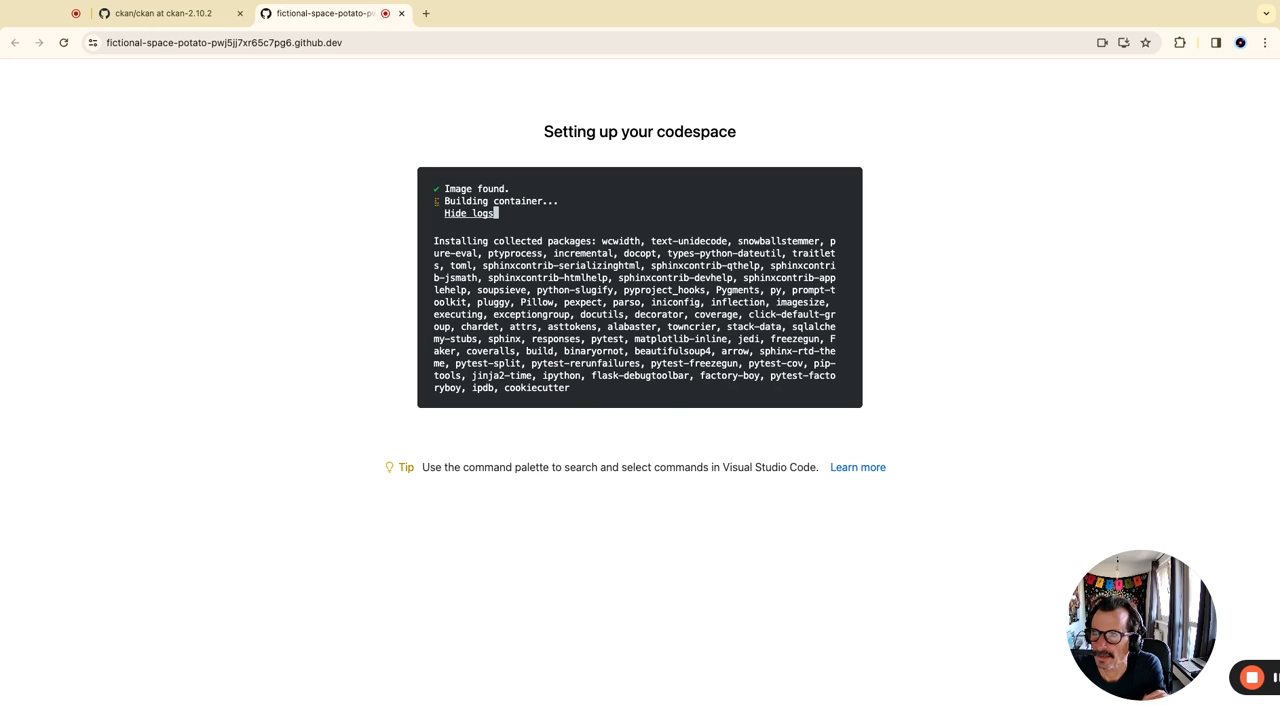 ckan/ckan at ckan-2.10.2
fictional-space-potato-pw
fictional-space-potato-pwj5jj7xr65c7pg6.github.dev
Setting up your codespace
✔ Image found.
Building container...
Hide logs
Installing collected packages: wcwidth, text-unidecode, snowballstemmer, p
ure-eval, ptyprocess, incremental, docopt, types-python-dateutil, traitlet
s, toml, sphinxcontrib-serializinghtml, sphinxcontrib-qthelp, sphinxcontri
b-jsmath, sphinxcontrib-htmlhelp, sphinxcontrib-devhelp, sphinxcontrib-app
lehelp, soupsieve, python-slugify, pyproject_hooks, Pygments, py, prompt-t
oolkit, pluggy, Pillow, pexpect, parso, iniconfig, inflection, imagesize,
executing, exceptiongroup, docutils, decorator, coverage, click-default-gr
oup, chardet, attrs, asttokens, alabaster, towncrier, stack-data, sqlalche
my-stubs, sphinx, responses, pytest, matplotlib-inline, jedi, freezegun, F
aker, coveralls, build, binaryornot, beautifulsoup4, arrow, sphinx-rtd-the
me, pytest-split, pytest-rerunfailures, pytest-freezegun, pytest-cov, pip-
tools, jinja2-time, ipython, flask-debugtoolbar, factory-boy, pytest-facto
ryboy, ipdb, cookiecutter
Tip Use the command palette to search and select commands in Visual Studio Code. Learn more